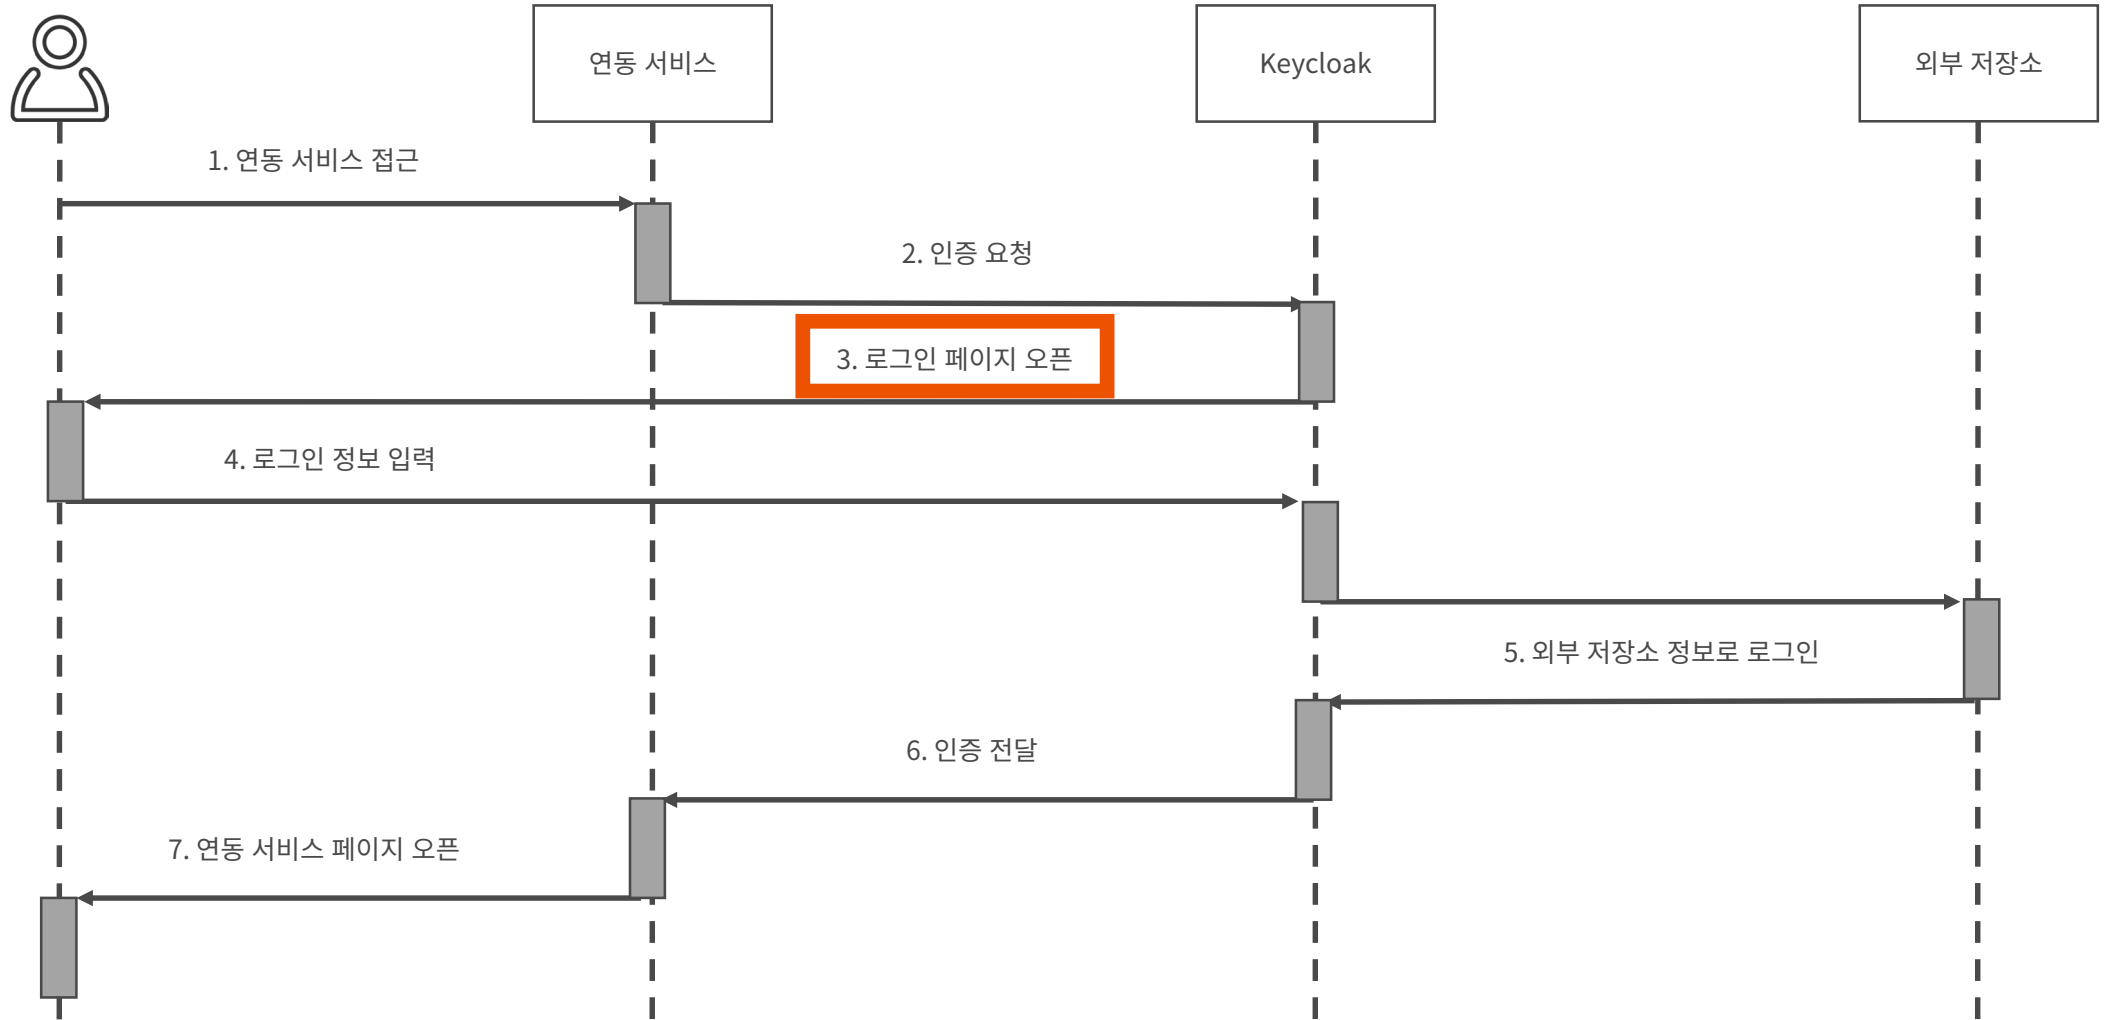 연동 서비스
Keycloak
외부 저장소
1. 연동 서비스 접근
2. 인증 요청
3. 로그인 페이지 오픈
4. 로그인 정보 입력
5. 외부 저장소 정보로 로그인
6. 인증 전달
7. 연동 서비스 페이지 오픈